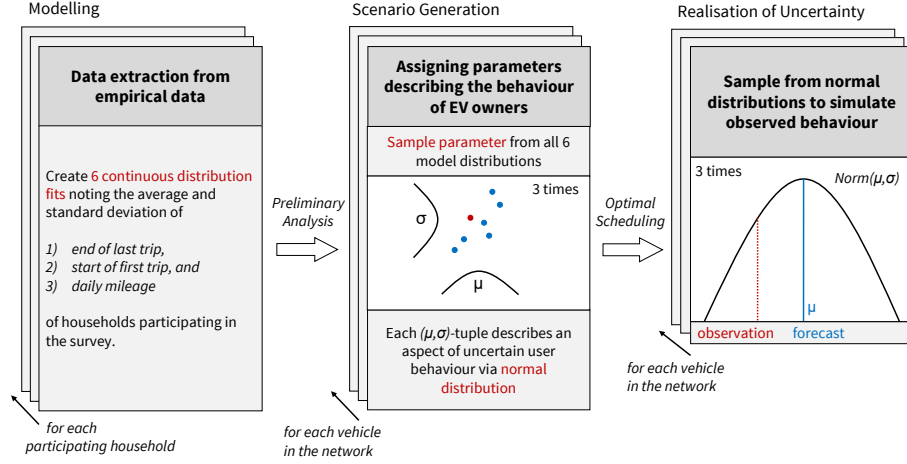 Modelling
Data extraction from
empirical data
Create 6 continuous distribution
fits noting the average and
standard deviation of
1) end of last trip,
2) start of first trip, and
3) daily mileage
of households participating in
the survey.
for each
participating household
Preliminary
Analysis
Scenario Generation
Assigning parameters
describing the behaviour
of EV owners
Sample parameter from all 6
model distributions
3 times
σ
μ
Each (μ,σ)-tuple describes an
aspect of uncertain user
behaviour via normal
distribution
for each vehicle
in the network
Optimal
Scheduling
Realisation of Uncertainty
Sample from normal
distributions to simulate
observed behaviour
3 times
Norm(μ,σ)
μ
observation
forecast
for each vehicle
in the network